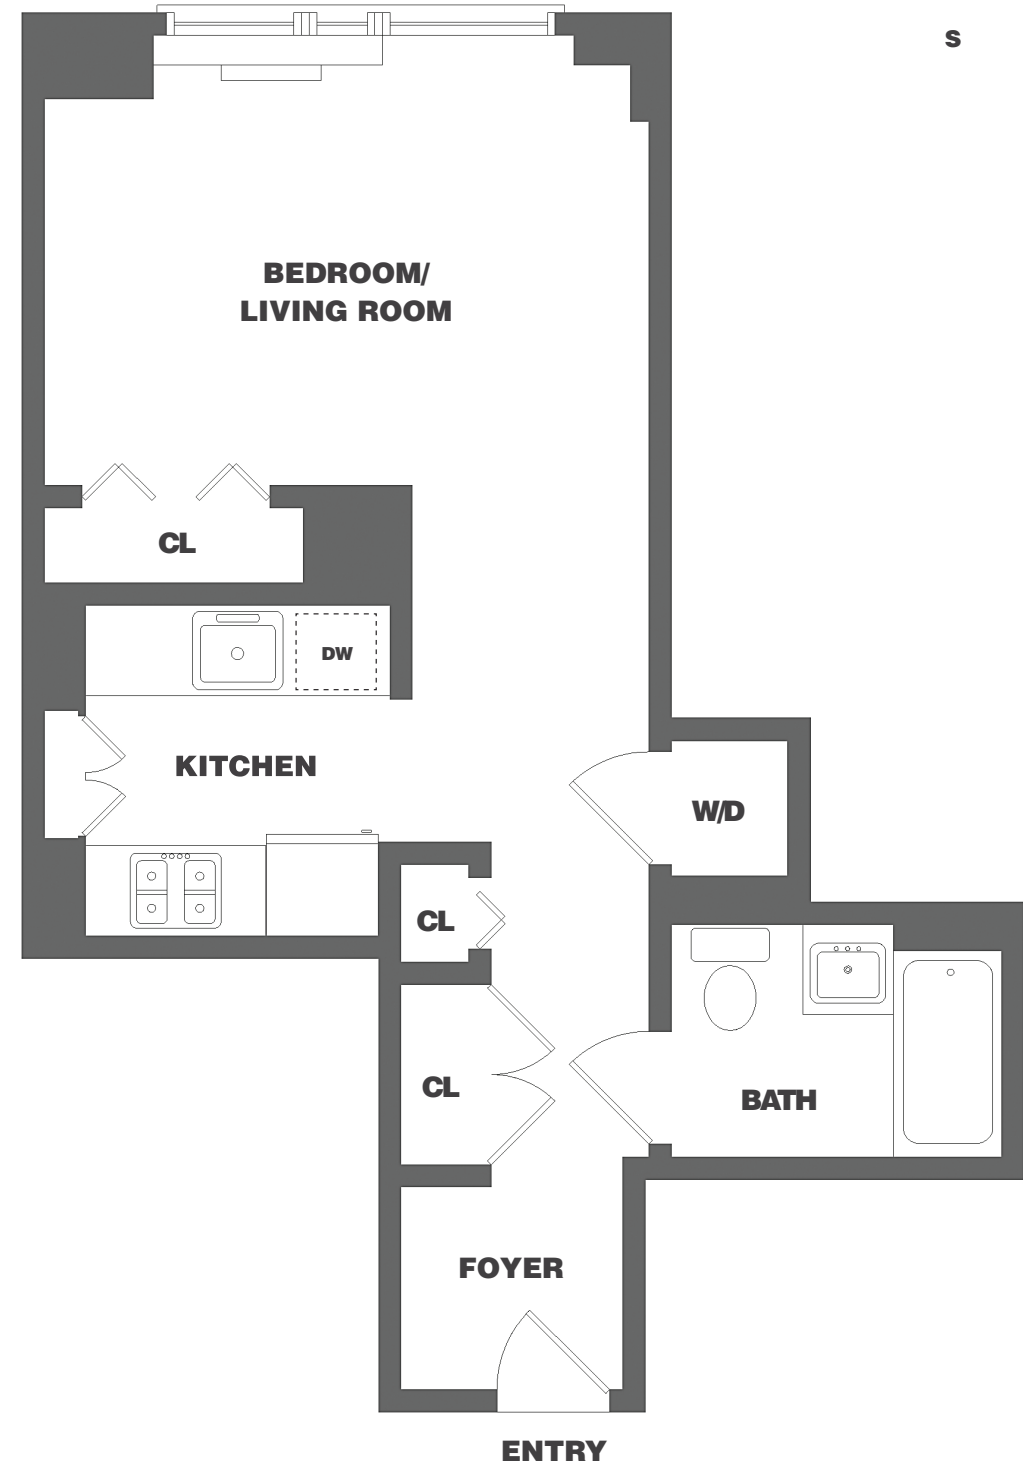 S
BEDROOM/
LIVING ROOM
CL
DW
KITCHEN
W/D
CL
CL
BATH
FOYER
ENTRY